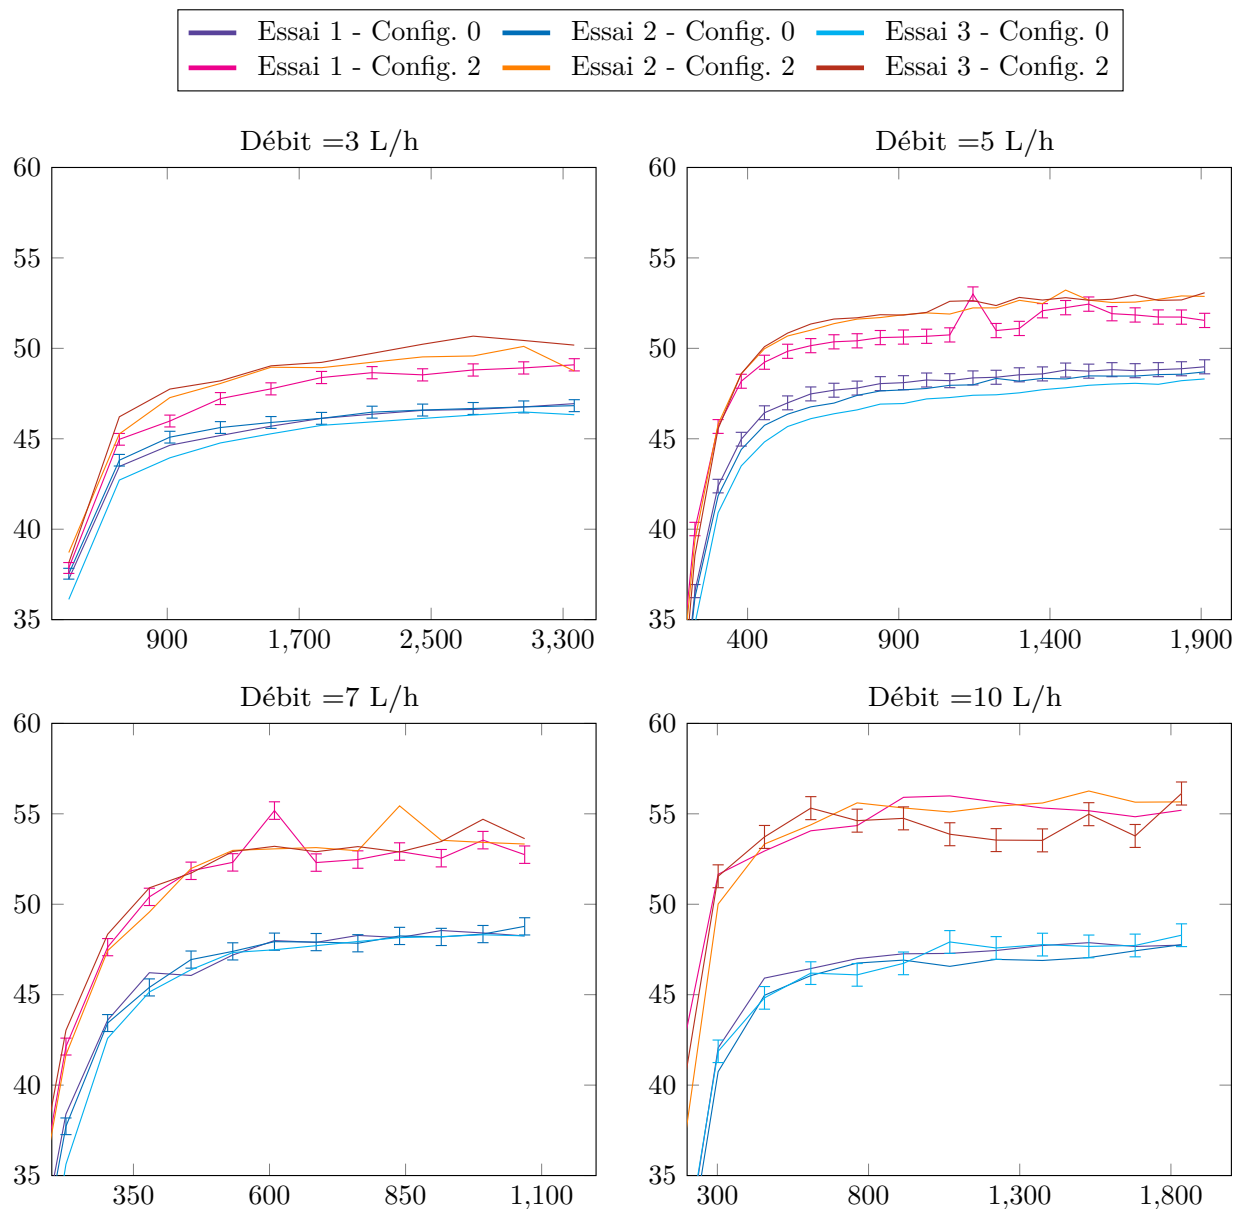 Essai 1 - Config. 0 Essai 2 - Config. 0 Essai 3 - Config. 0
Essai 1 - Config. 2 Essai 2 - Config. 2 Essai 3 - Config. 2
Débit =3 L/h
60
55
50
45
40
35
900 1,700 2,500 3,300
Débit =5 L/h
60
55
50
45
40
35
400 900 1,400 1,900
Débit =7 L/h
60
55
50
45
40
35
350 600 850 1,100
Débit =10 L/h
60
55
50
45
40
35
300 800 1,300 1,800